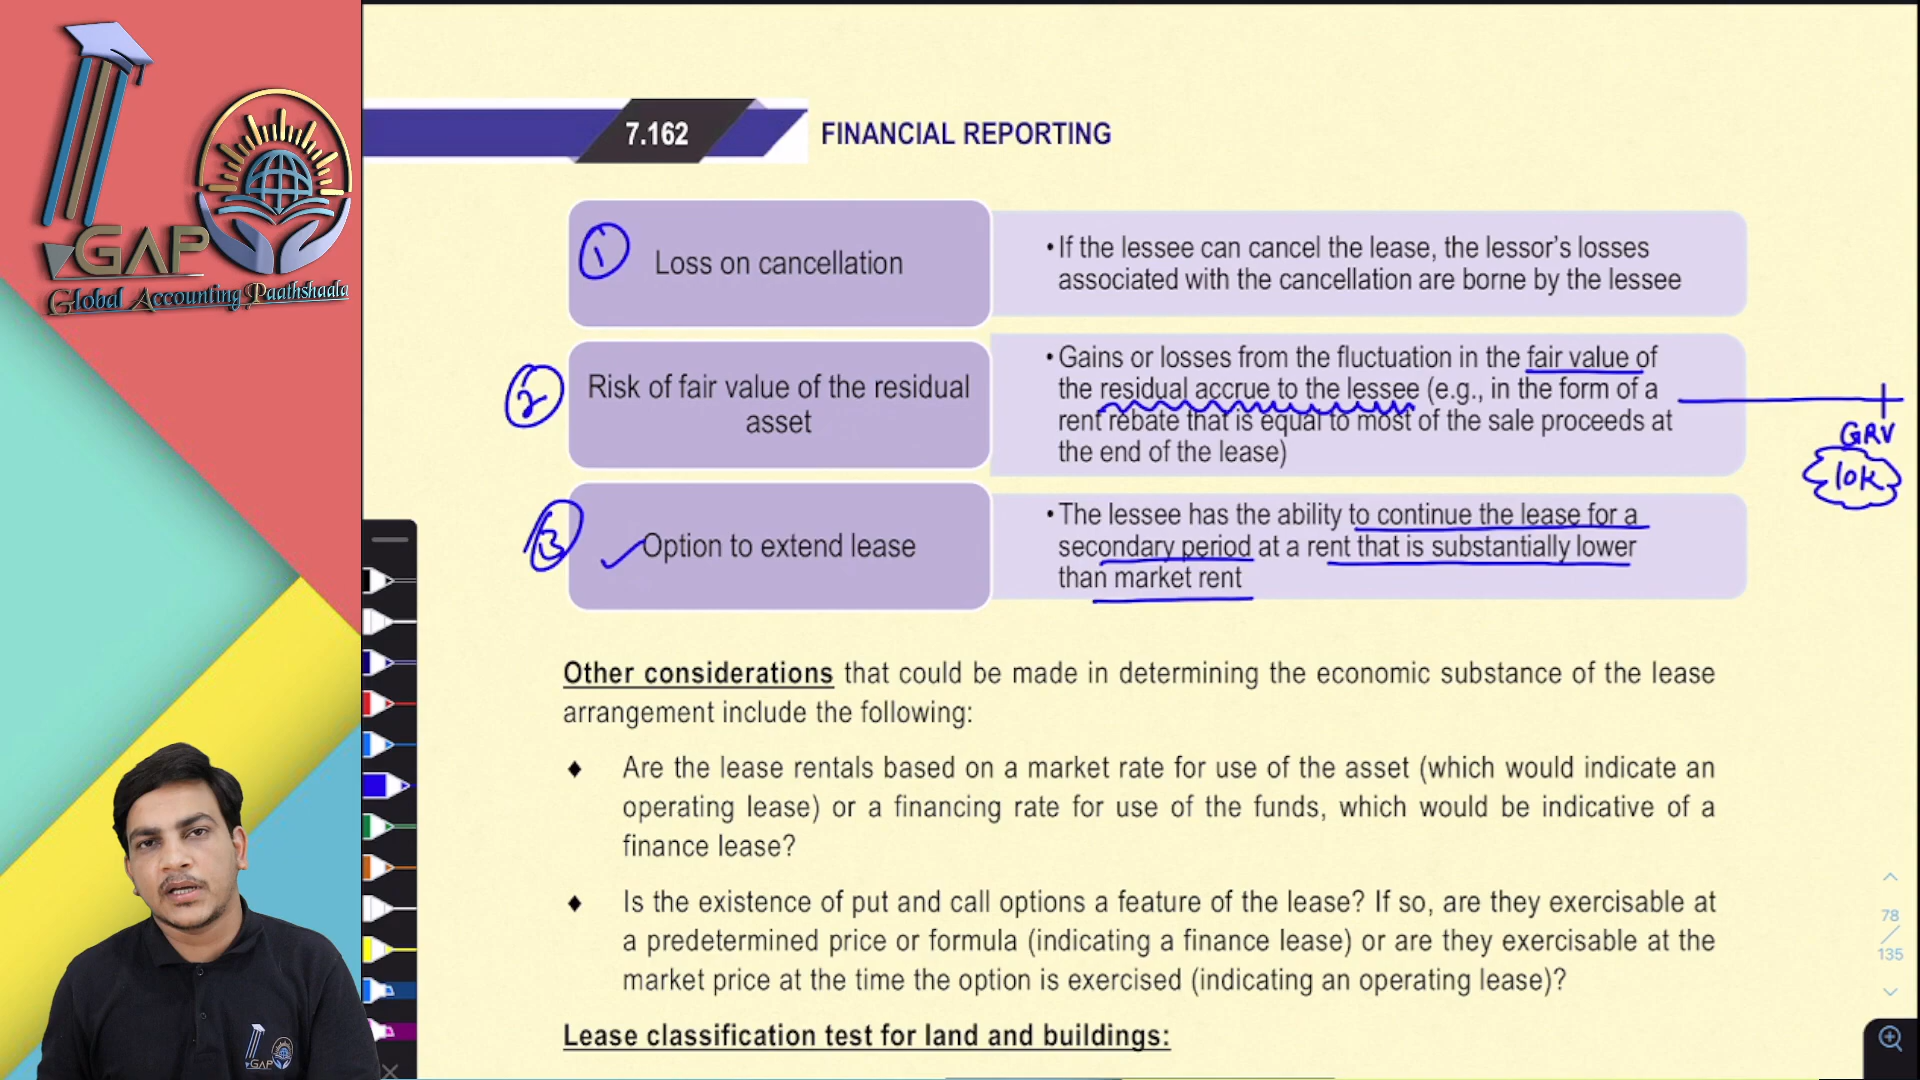 GAP
Global Accounting Paathshaala
7.162
FINANCIAL REPORTING
1
Loss on cancellation
• If the lessee can cancel the lease, the lessor's losses
associated with the cancellation are borne by the lessee
2
Risk of fair value of the residual
asset
• Gains or losses from the fluctuation in the fair value of
the residual accrue to the lessee (e.g., in the form of a
rent rebate that is equal to most of the sale proceeds at
the end of the lease)
GRV
10K
3
Option to extend lease
• The lessee has the ability to continue the lease for a
secondary period at a rent that is substantially lower
than market rent
Other considerations that could be made in determining the economic substance of the lease
arrangement include the following:
♦ Are the lease rentals based on a market rate for use of the asset (which would indicate an
operating lease) or a financing rate for use of the funds, which would be indicative of a
finance lease?
♦ Is the existence of put and call options a feature of the lease? If so, are they exercisable at
a predetermined price or formula (indicating a finance lease) or are they exercisable at the
market price at the time the option is exercised (indicating an operating lease)?
Lease classification test for land and buildings:
78
/
135
GAP